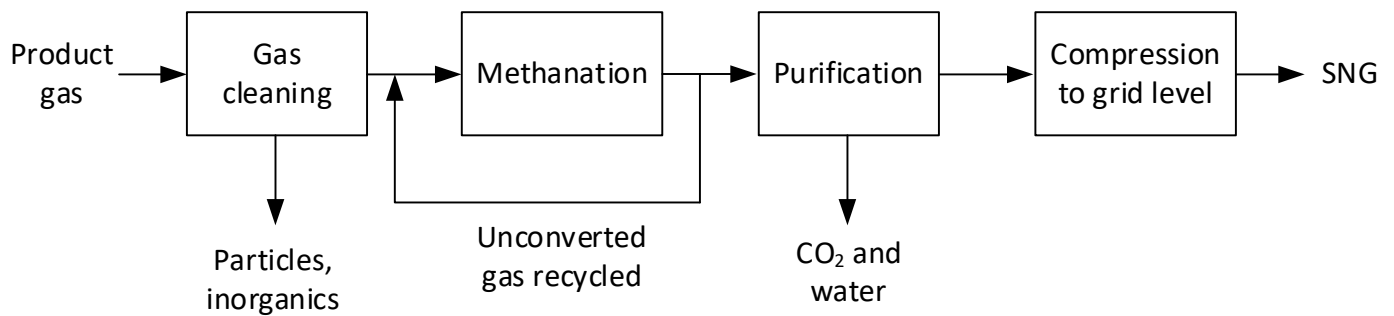 Product
gas
Gas
cleaning
Methanation
Purification
Compression
to grid level
SNG
Particles,
inorganics
Unconverted
gas recycled
CO₂ and
water